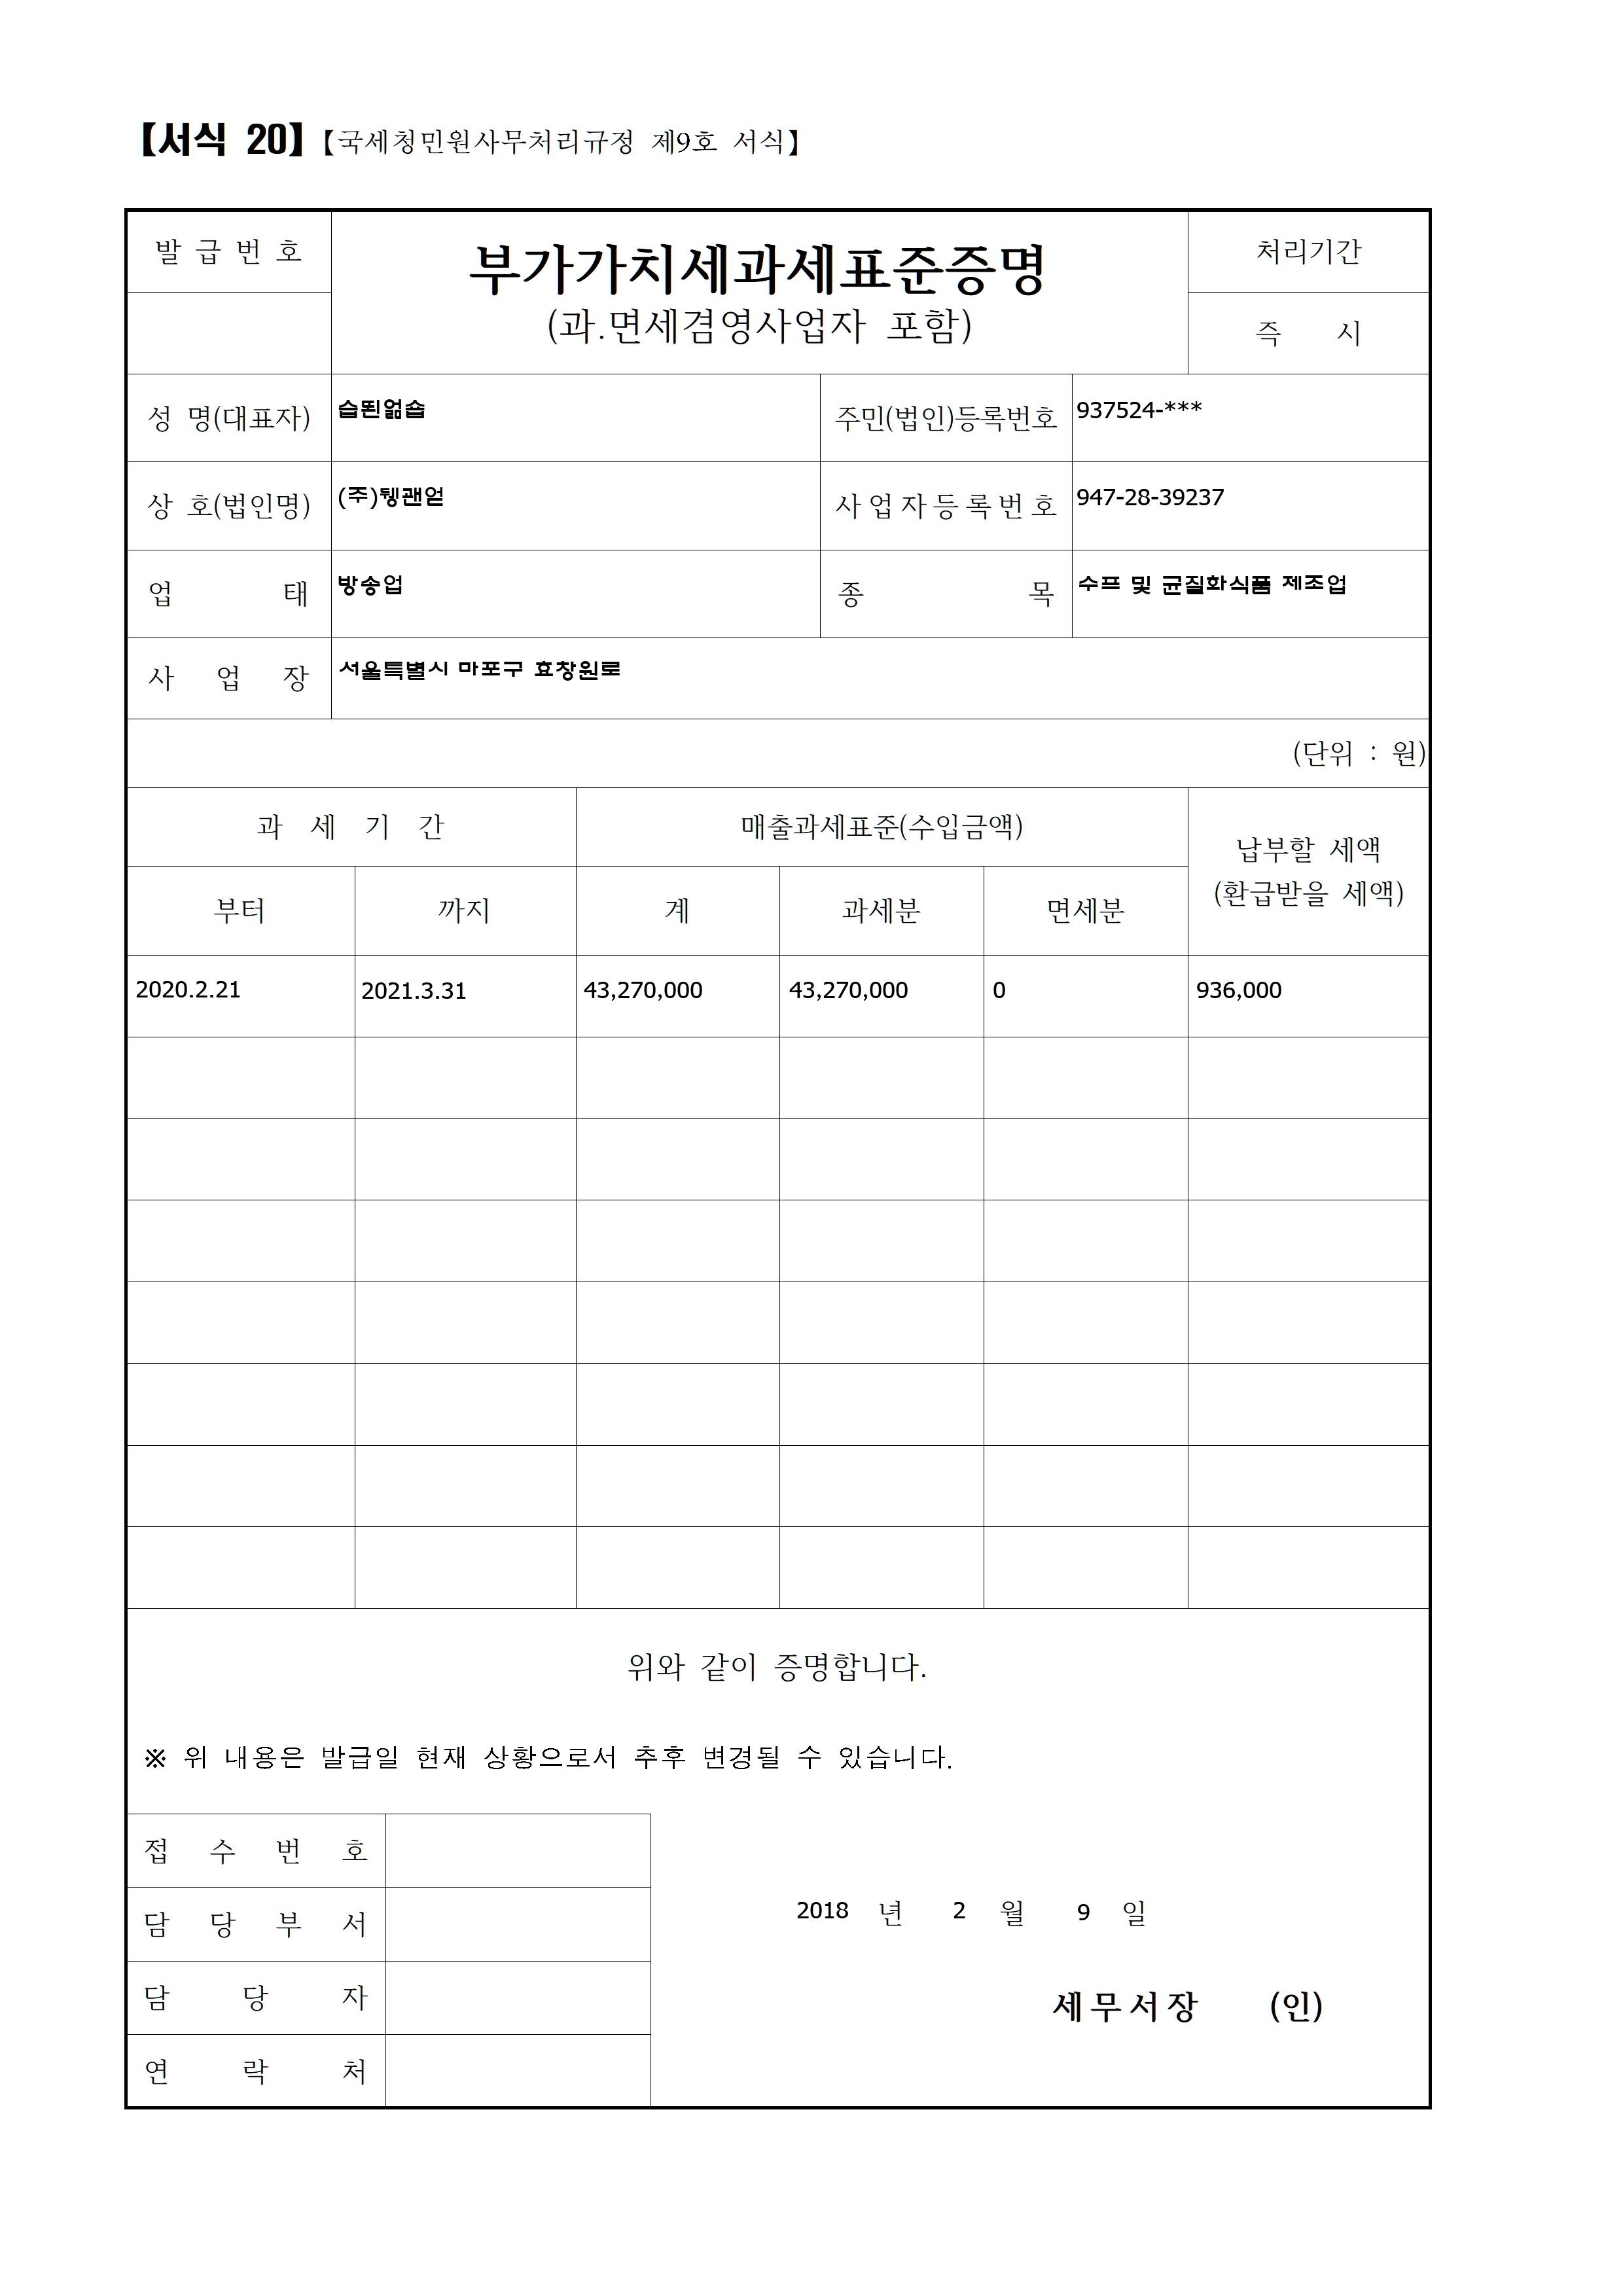 【서식 20】【국세청민원사무처리규정 제9호 서식】
발 급 번 호
부가가치세과세표준증명
(과.면세겸영사업자 포함)
처리기간
즉 시
성 명(대표자) 습된얾숍 주민(법인)등록번호 937524-***
상 호(법인명) (주)퉹괜얻 사업자등록번호 947-28-39237
업 태 방송업 종 목 수프 및 균질화식품 제조업
사 업 장 서울특별시 마포구 효창원로
(단위 : 원)
과 세 기 간 매출과세표준(수입금액) 납부할 세액
(환급받을 세액)
부터 까지 계 과세분 면세분
2020.2.21 2021.3.31 43,270,000 43,270,000 0 936,000
위와 같이 증명합니다.
※ 위 내용은 발급일 현재 상황으로서 추후 변경될 수 있습니다.
접 수 번 호
담 당 부 서
담 당 자
연 락 처
2018 년 2 월 9 일
세무서장 (인)